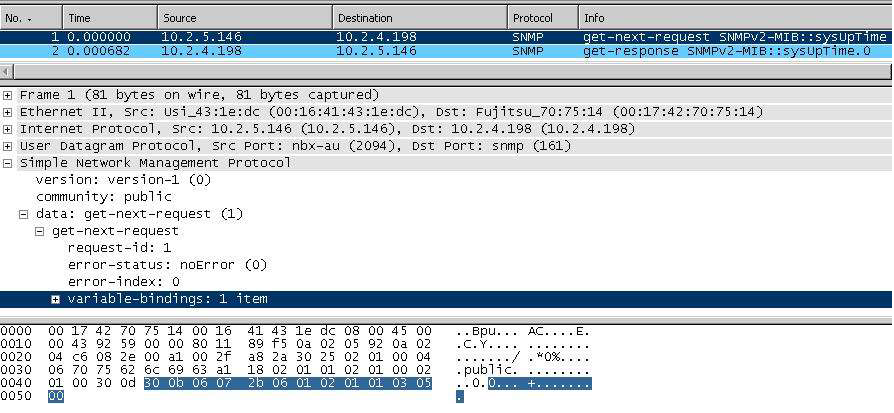 No. Time Source Destination Protocol Info
1 0.000000 10.2.5.146 10.2.4.198 SNMP get-next-request SNMPv2-MIB::sysUpTime
2 0.000682 10.2.4.198 10.2.5.146 SNMP get-response SNMPv2-MIB::sysUpTime.0
Frame 1 (81 bytes on wire, 81 bytes captured)
Ethernet II, Src: Usi_43:1e:dc (00:16:41:43:1e:dc), Dst: Fujitsu_70:75:14 (00:17:42:70:75:14)
Internet Protocol, Src: 10.2.5.146 (10.2.5.146), Dst: 10.2.4.198 (10.2.4.198)
User Datagram Protocol, Src Port: nbx-au (2094), Dst Port: snmp (161)
Simple Network Management Protocol
version: version-1 (0)
community: public
data: get-next-request (1)
get-next-request
request-id: 1
error-status: noError (0)
error-index: 0
variable-bindings: 1 item
0000 00 17 42 70 75 14 00 16 41 43 1e dc 08 00 45 00 ..Bpu... AC....E.
0010 00 43 92 59 00 00 80 11 89 f5 0a 02 05 92 0a 02 .C.Y.... ........
0020 04 c6 08 2e 00 a1 00 2f a8 2a 30 25 02 01 00 04 ......./ .*0%....
0030 06 70 75 62 6c 69 63 a1 18 02 01 01 02 01 00 02 .public. ........
0040 01 00 30 0d 30 0b 06 07 2b 06 01 02 01 01 03 05 ..0.0... +.......
0050 00 .